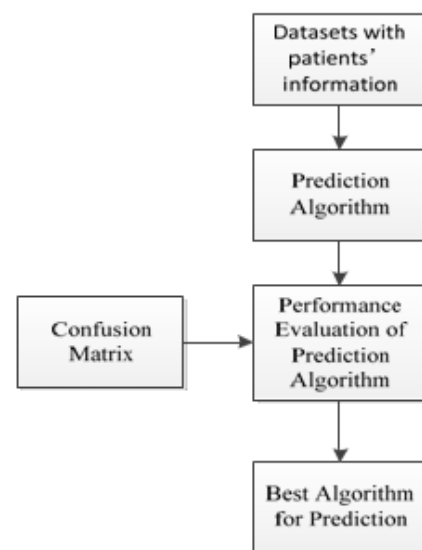 Datasets with
patients’
information
Prediction
Algorithm
Confusion
Matrix
Performance
Evaluation of
Prediction
Algorithm
Best Algorithm
for Prediction